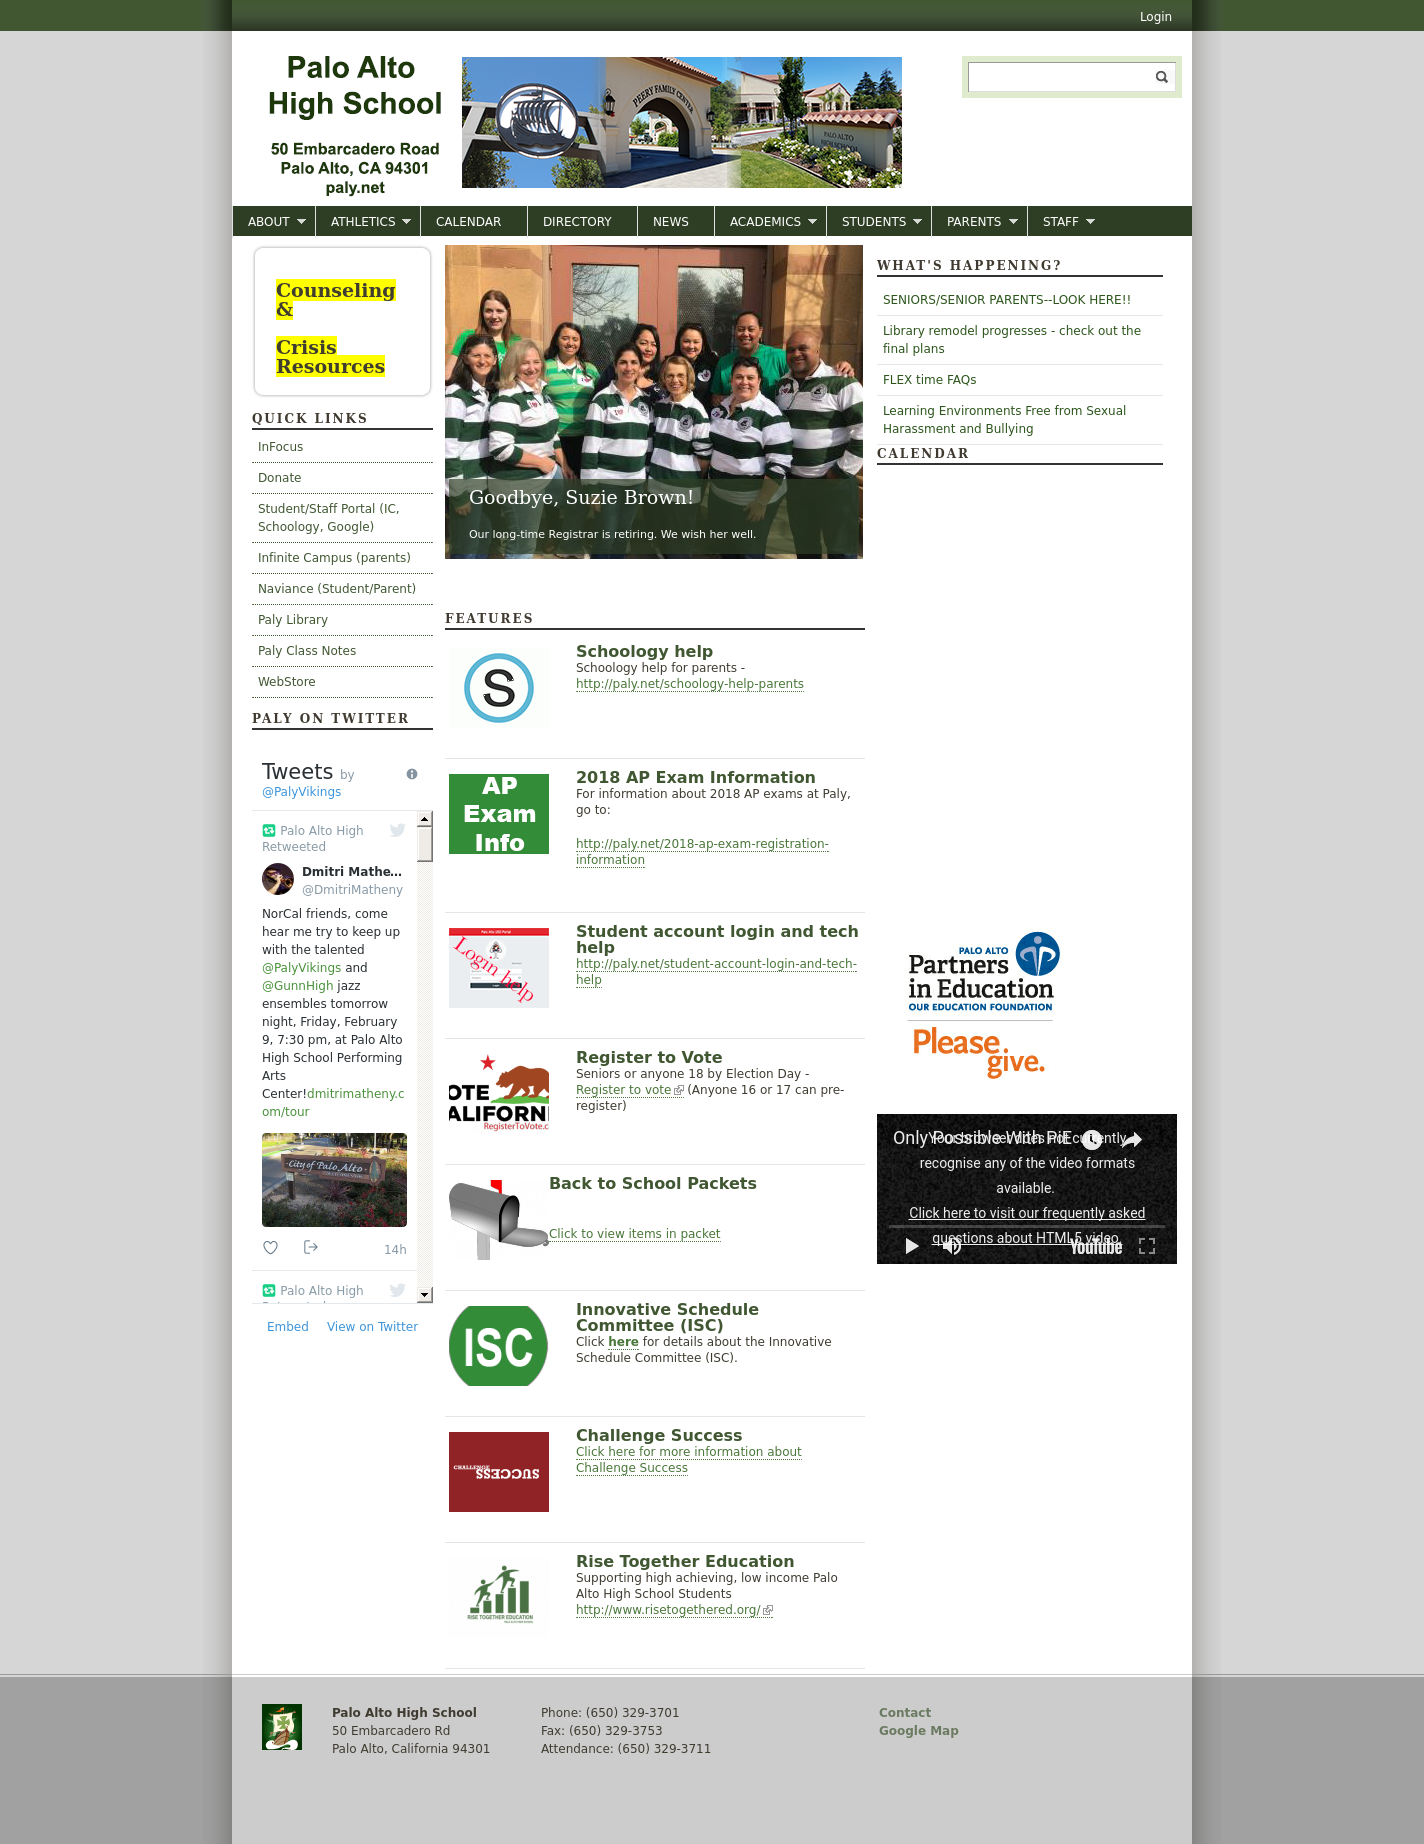 Login
Palo Alto
High School
50 Embarcadero Road
Palo Alto, CA 94301
paly.net
PEERY FAMILY CENTER
PALO ALTO
HIGH SCHOOL
ABOUT
ATHLETICS
CALENDAR
DIRECTORY
NEWS
ACADEMICS
STUDENTS
PARENTS
STAFF
Counseling
&
Crisis
Resources
QUICK LINKS
InFocus
Donate
Student/Staff Portal (IC,
Schoology, Google)
Infinite Campus (parents)
Naviance (Student/Parent)
Paly Library
Paly Class Notes
WebStore
PALY ON TWITTER
Tweets by
@PalyVikings
Palo Alto High
Retweeted
Dmitri Mathe...
@DmitriMatheny
NorCal friends, come
hear me try to keep up
with the talented
@PalyVikings and
@GunnHigh jazz
ensembles tomorrow
night, Friday, February
9, 7:30 pm, at Palo Alto
High School Performing
Arts
Center!dmitrimatheny.c
om/tour
City of Palo Alto
14h
Palo Alto High
Embed
View on Twitter
Goodbye, Suzie Brown!
Our long-time Registrar is retiring. We wish her well.
FEATURES
S
Schoology help
Schoology help for parents -
http://paly.net/schoology-help-parents
AP
Exam
Info
2018 AP Exam Information
For information about 2018 AP exams at Paly,
go to:
http://paly.net/2018-ap-exam-registration-
information
Login help
Student account login and tech
help
http://paly.net/student-account-login-and-tech-
help
OTE
ALIFORNI
RegisterToVote.c
Register to Vote
Seniors or anyone 18 by Election Day -
Register to vote (Anyone 16 or 17 can pre-
register)
Back to School Packets
Click to view items in packet
ISC
Innovative Schedule
Committee (ISC)
Click here for details about the Innovative
Schedule Committee (ISC).
CHALLENGE
SUCCESS
Challenge Success
Click here for more information about
Challenge Success
RISE TOGETHER EDUCATION
Rise Together Education
Supporting high achieving, low income Palo
Alto High School Students
http://www.risetogethered.org/
WHAT'S HAPPENING?
SENIORS/SENIOR PARENTS--LOOK HERE!!
Library remodel progresses - check out the
final plans
FLEX time FAQs
Learning Environments Free from Sexual
Harassment and Bullying
CALENDAR
PALO ALTO
Partners
in Education
OUR EDUCATION FOUNDATION
Please
give.
Only Possible With PiE
Your browser does not currently
recognise any of the video formats
available.
Click here to visit our frequently asked
questions about HTML5 video.
YouTube
Palo Alto High School
50 Embarcadero Rd
Palo Alto, California 94301
Phone: (650) 329-3701
Fax: (650) 329-3753
Attendance: (650) 329-3711
Contact
Google Map